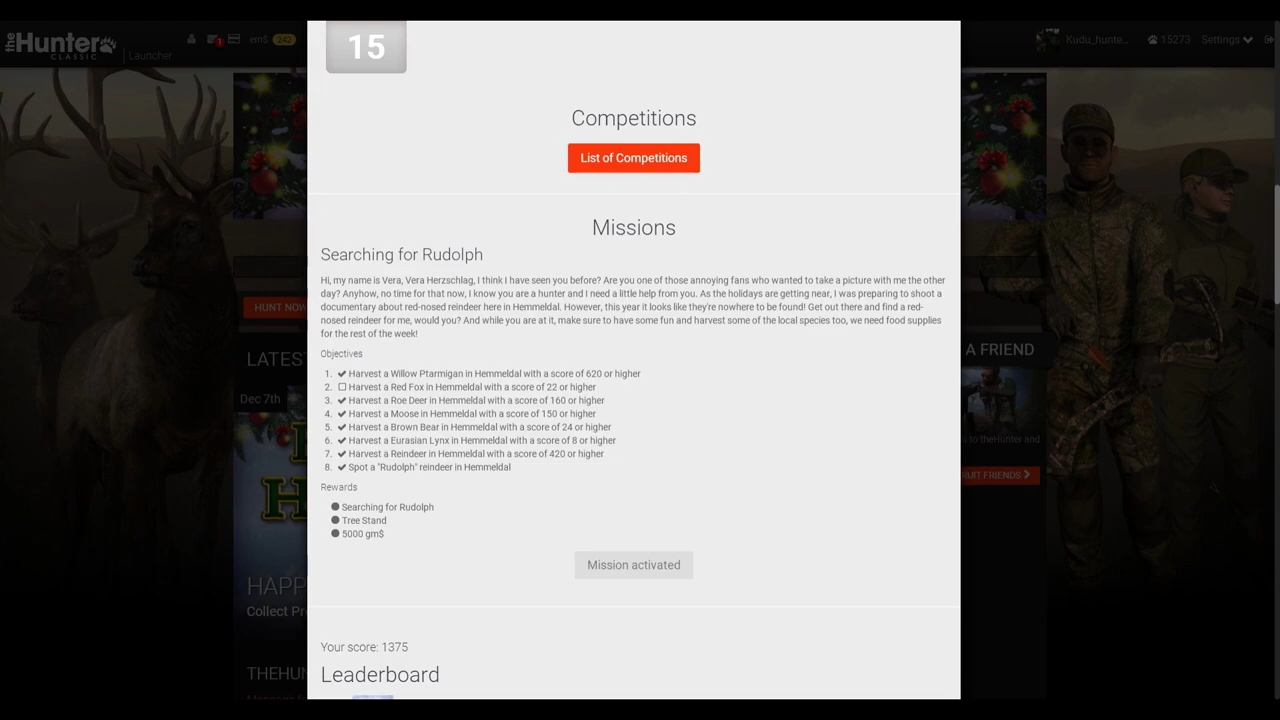 15
theHunter
CLASSIC
Launcher
1
em$ 242
Kudu_hunte...
15273
Settings
Competitions
List of Competitions
Missions
Searching for Rudolph
Hi, my name is Vera, Vera Herzschlag, I think I have seen you before? Are you one of those annoying fans who wanted to take a picture with me the other
day? Anyhow, no time for that now, I know you are a hunter and I need a little help from you. As the holidays are getting near, I was preparing to shoot a
documentary about red-nosed reindeer here in Hemmeldal. However, this year it looks like they're nowhere to be found! Get out there and find a red-
nosed reindeer for me, would you? And while you are at it, make sure to have some fun and harvest some of the local species too, we need food supplies
for the rest of the week!
Objectives
1. Harvest a Willow Ptarmigan in Hemmeldal with a score of 620 or higher
2. Harvest a Red Fox in Hemmeldal with a score of 22 or higher
3. Harvest a Roe Deer in Hemmeldal with a score of 160 or higher
4. Harvest a Moose in Hemmeldal with a score of 150 or higher
5. Harvest a Brown Bear in Hemmeldal with a score of 24 or higher
6. Harvest a Eurasian Lynx in Hemmeldal with a score of 8 or higher
7. Harvest a Reindeer in Hemmeldal with a score of 420 or higher
8. Spot a "Rudolph" reindeer in Hemmeldal
Rewards
Searching for Rudolph
Tree Stand
5000 gm$
Mission activated
Your score: 1375
Leaderboard
HUNT NOW
LATES
Dec 7th
H
HAPP
Collect Pr
THEHUN
A FRIEND
to theHunter and
RUIT FRIENDS